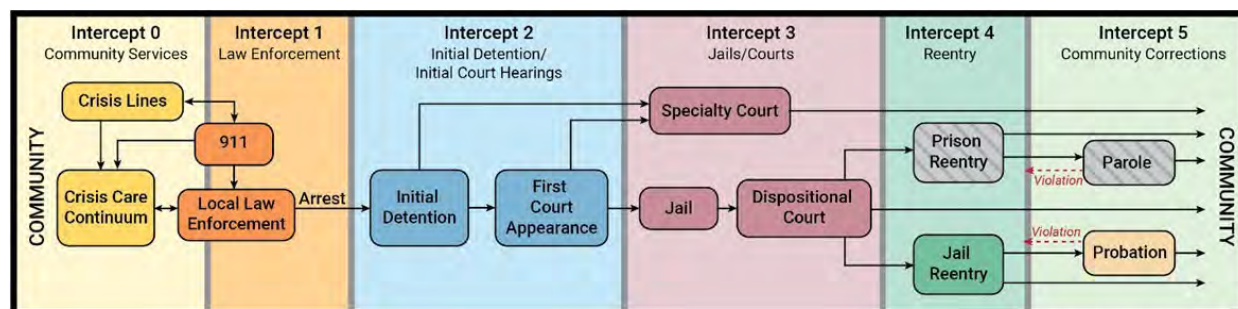 COMMUNITY
Intercept 0
Community Services
Crisis Lines
Crisis Care
Continuum
Intercept 1
Law Enforcement
911
Local Law
Enforcement
Arrest
Intercept 2
Initial Detention/
Initial Court Hearings
Initial
Detention
First
Court
Appearance
Intercept 3
Jails/Courts
Specialty Court
Jail
Dispositional
Court
Intercept 4
Reentry
Prison
Reentry
Jail
Reentry
Intercept 5
Community Corrections
Parole
Violation
Violation
Probation
COMMUNITY